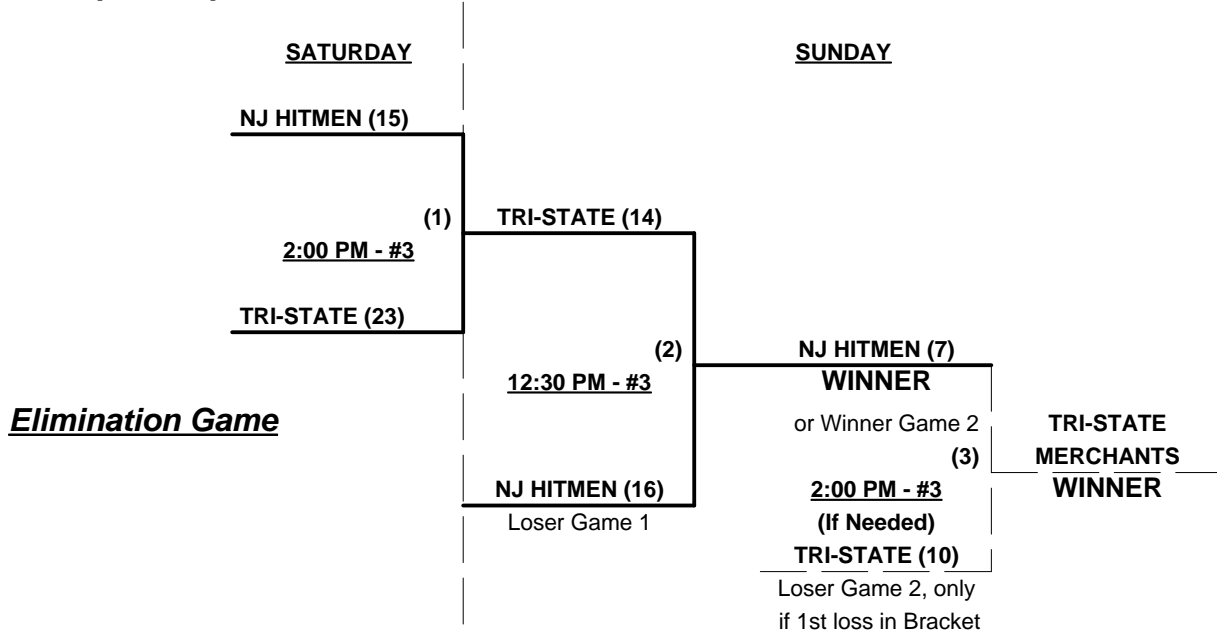 SATURDAY
SUNDAY
NJ HITMEN (15)
(1)
TRI-STATE (14)
2:00 PM - #3
TRI-STATE (23)
(2)
NJ HITMEN (7)
12:30 PM - #3
WINNER
Elimination Game
or Winner Game 2
TRI-STATE
(3)
MERCHANTS
NJ HITMEN (16)
2:00 PM - #3
WINNER
Loser Game 1
(If Needed)
TRI-STATE (10)
Loser Game 2, only
if 1st loss in Bracket